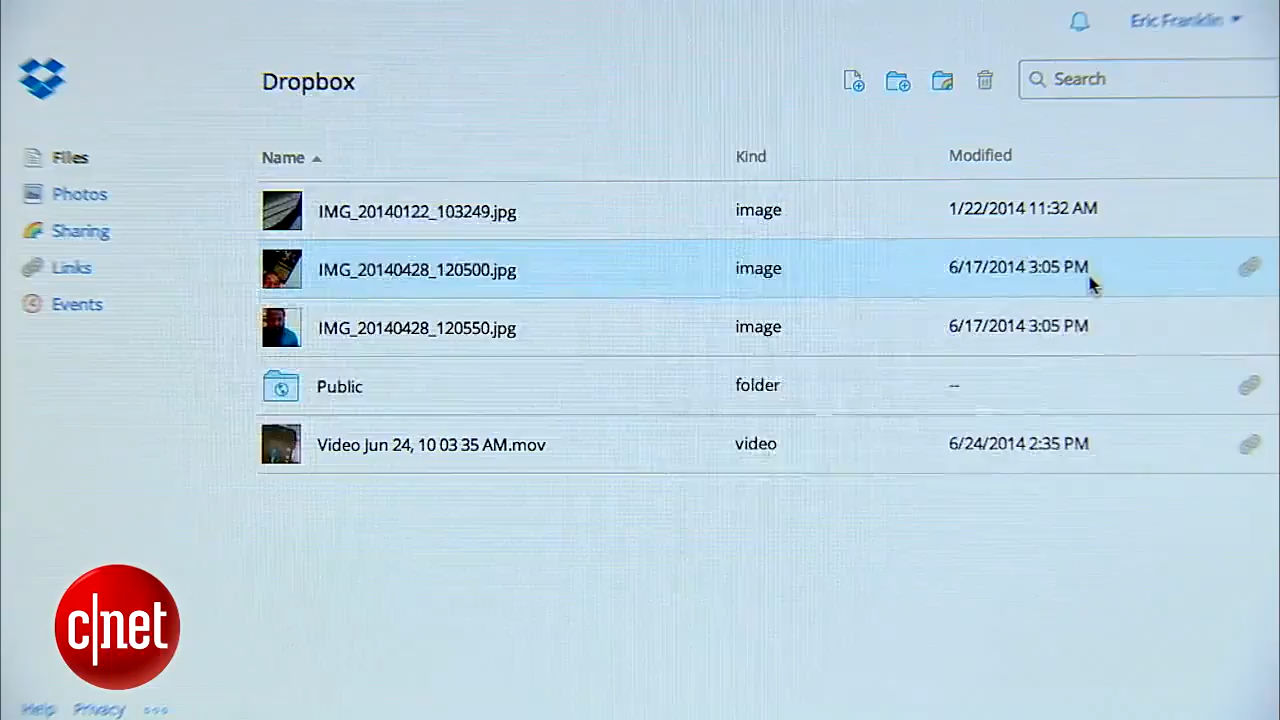 Eric Franklin
Dropbox
Search
Files
Photos
Sharing
Links
Events
Name Kind Modified
IMG_20140122_103249.jpg image 1/22/2014 11:32 AM
IMG_20140428_120500.jpg image 6/17/2014 3:05 PM
IMG_20140428_120550.jpg image 6/17/2014 3:05 PM
Public folder --
Video Jun 24, 10 03 35 AM.mov video 6/24/2014 2:35 PM
c|net
Help Privacy